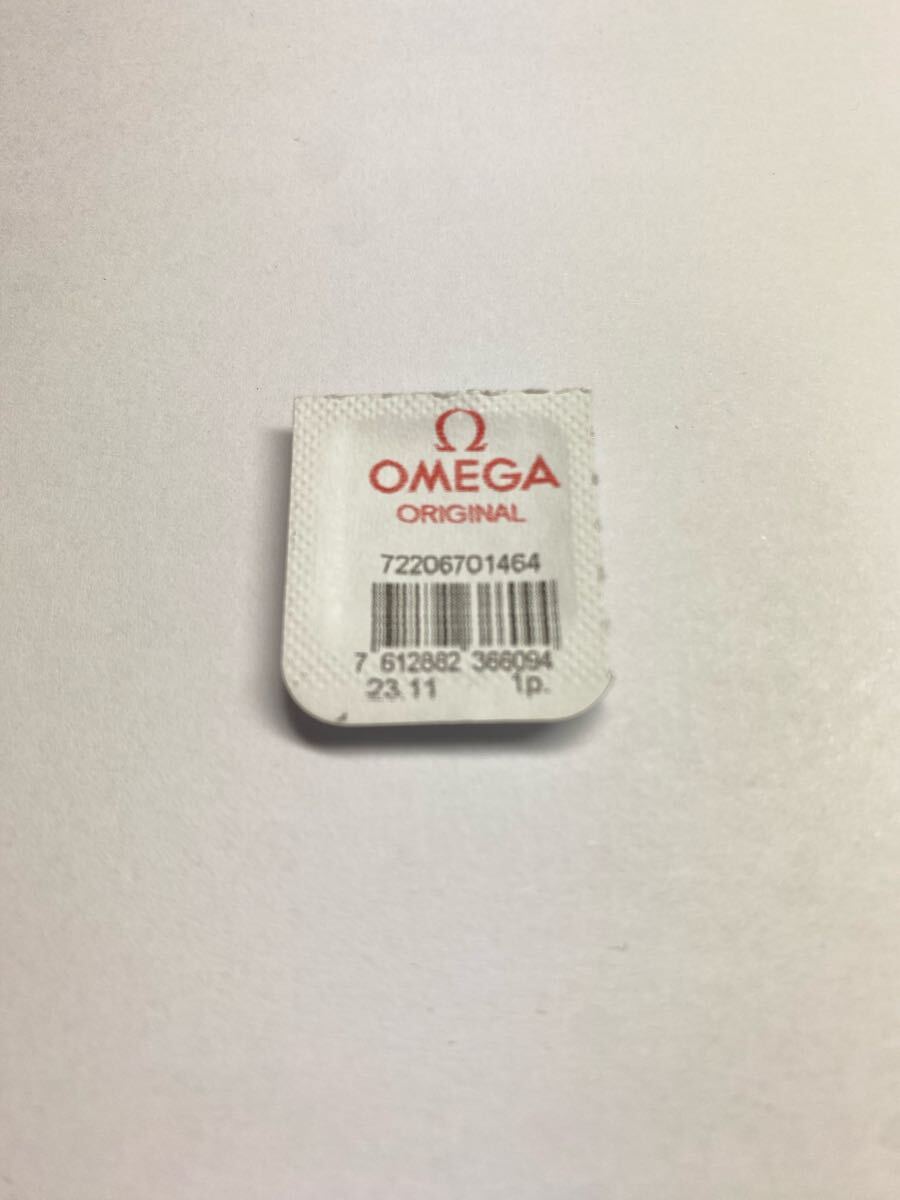 Ω
OMEGA
ORIGINAL
72206701464
7 612882 366094
23.11 1p.